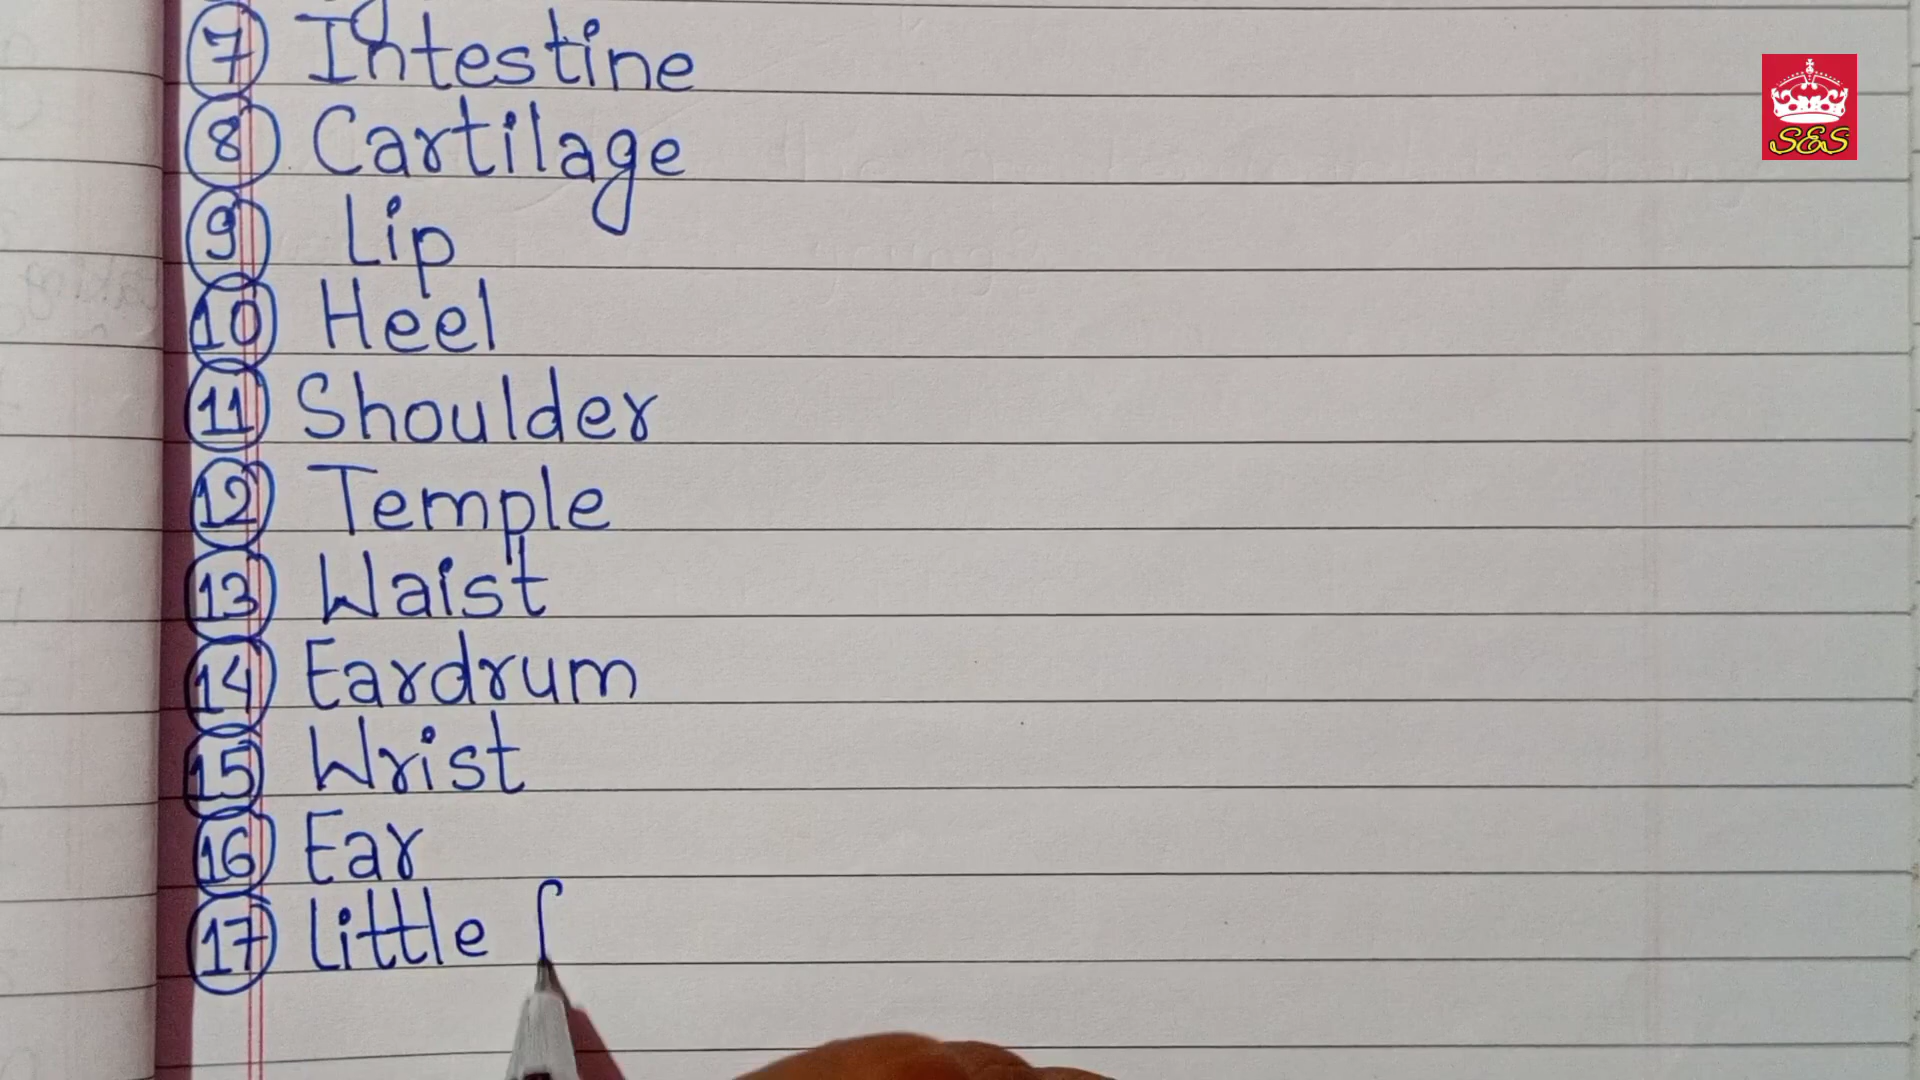 7 Intestine
8 Cartilage
9 Lip
10 Heel
11 Shoulder
12 Temple
13 Waist
14 Eardrum
15 Wrist
16 Ear
17 little f
S&S